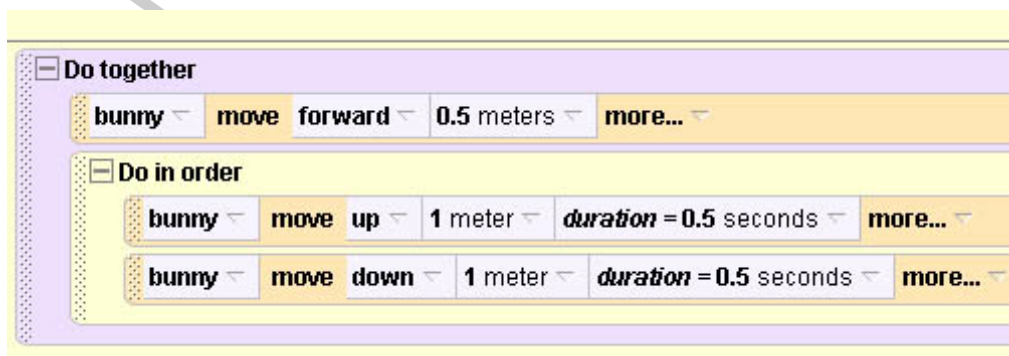 Do together
bunny move forward 0.5 meters more...
Do in order
bunny move up 1 meter duration = 0.5 seconds more...
bunny move down 1 meter duration = 0.5 seconds more...